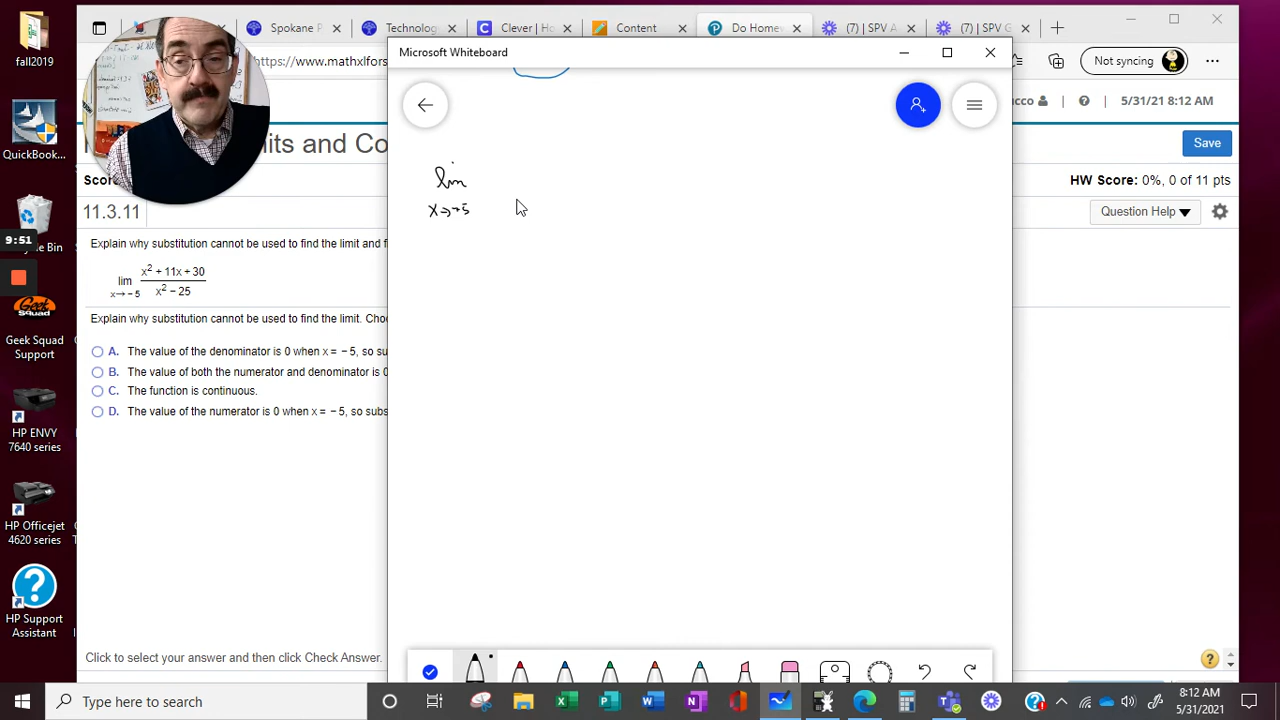 fall2019
QuickBook...
9:51
Geek Squad
Support
HP ENVY
7640 series
HP Officejet
4620 series
HP Support
Assistant
Spokane P
Technolog
Clever | Ho
Content
Do Home
(7) | SPV A
(7) | SPV G
https://www.mathxlfors
Not syncing
ucco
5/31/21 8:12 AM
Save
HW Score: 0%, 0 of 11 pts
11.3.11
Question Help
Explain why substitution cannot be used to find the limit and f
lim x→ -5 x² + 11x + 30
x² - 25
Explain why substitution cannot be used to find the limit. Choo
A. The value of the denominator is 0 when x = -5, so su
B. The value of both the numerator and denominator is 0
C. The function is continuous.
D. The value of the numerator is 0 when x = -5, so subs
Click to select your answer and then click Check Answer.
Microsoft Whiteboard
lim
x→-5
Type here to search
8:12 AM
5/31/2021